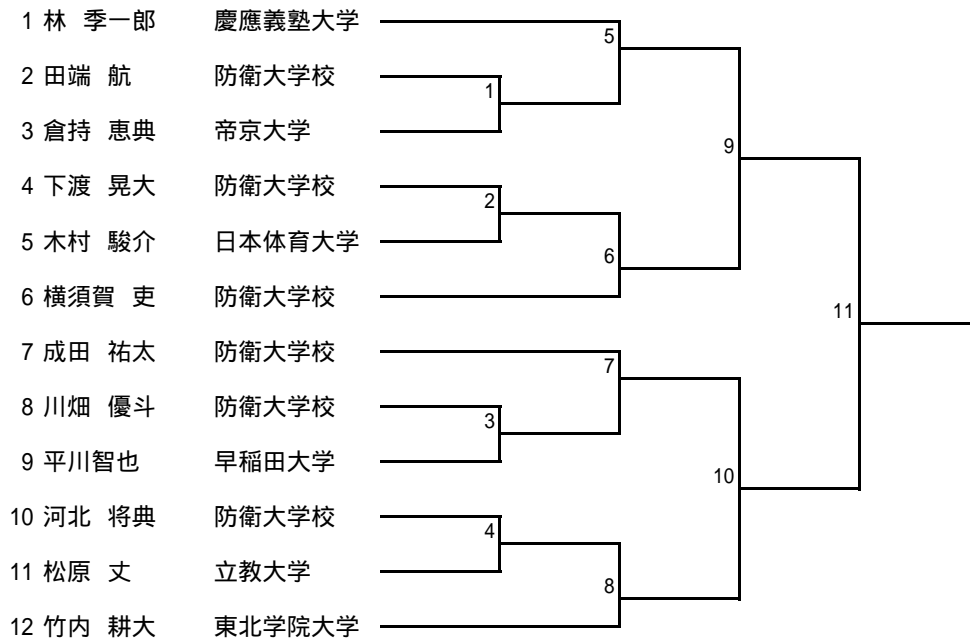 1 林 季一郎 慶應義塾大学
5
2 田端 航 防衛大学校
1
3 倉持 恵典 帝京大学
9
4 下渡 晃大 防衛大学校
2
5 木村 駿介 日本体育大学
6
6 横須賀 吏 防衛大学校
11
7 成田 祐太 防衛大学校
7
8 川畑 優斗 防衛大学校
3
9 平川智也 早稲田大学
10
10 河北 将典 防衛大学校
4
11 松原 丈 立教大学
8
12 竹内 耕大 東北学院大学